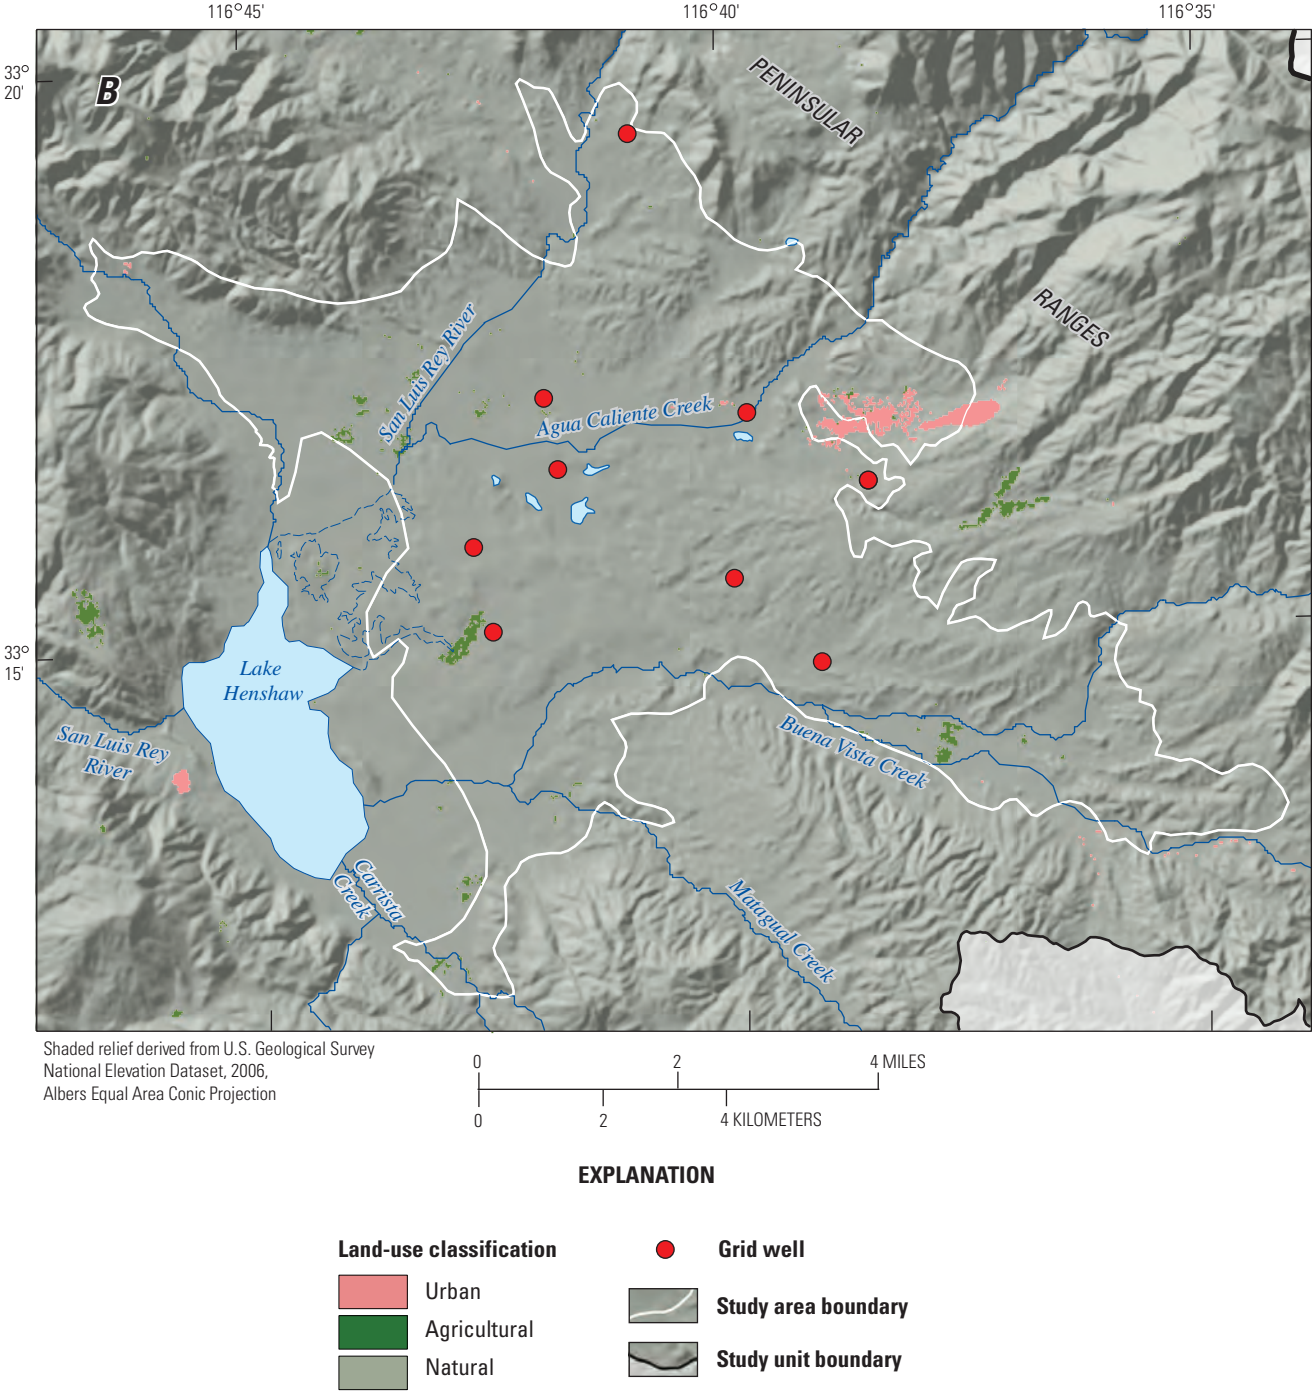 116°45'
116°40'
116°35'
33°
20'
B
PENINSULAR
RANGES
San Luis Rey River
Agua Caliente Creek
33°
15'
Lake
Henshaw
San Luis Rey
River
Buena Vista Creek
Carrista
Creek
Matagual Creek
Shaded relief derived from U.S. Geological Survey
National Elevation Dataset, 2006,
Albers Equal Area Conic Projection
0 2 4 MILES
0 2 4 KILOMETERS
EXPLANATION
Land-use classification
Urban
Agricultural
Natural
Grid well
Study area boundary
Study unit boundary